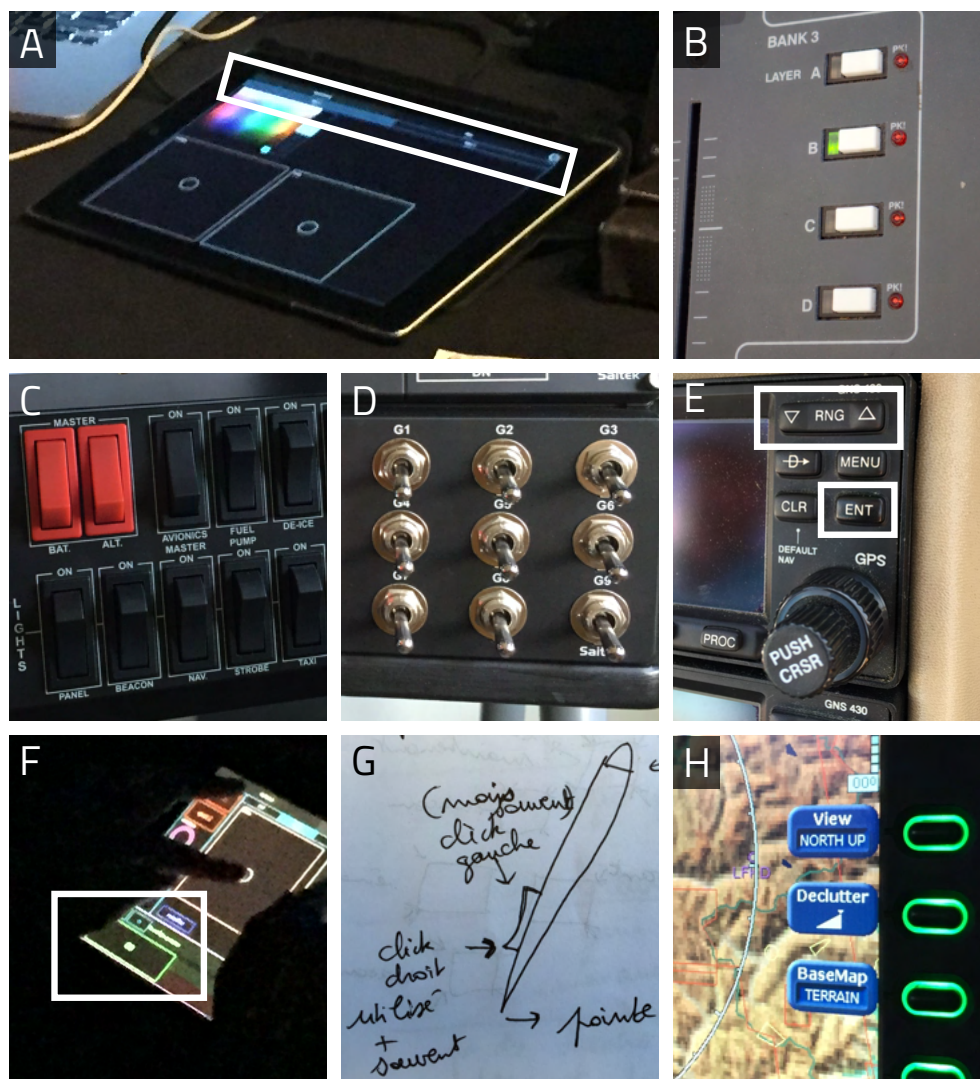 A
B
BANK 3
LAYER A
PK!
B
PK!
C
PK!
D
PK!
C
MASTER
ON
ON
ON
BAT.
ALT.
AVIONICS
MASTER
FUEL
PUMP
DE-ICE
ON
ON
ON
ON
ON
LIGHTS
PANEL
BEACON
NAV.
STROBE
TAXI
D
DN
Saitek
G1
G2
G3
G4
G5
G6
G7
G8
G9
Sait
E
RNG
MENU
CLR
ENT
DEFAULT
NAV
GPS
PROC
PUSH
CRSR
GNS 430
F
G
(moins souvent)
click
gauche
click
droit
utilisé
+
souvent
pointe
H
View
NORTH UP
Declutter
BaseMap
TERRAIN